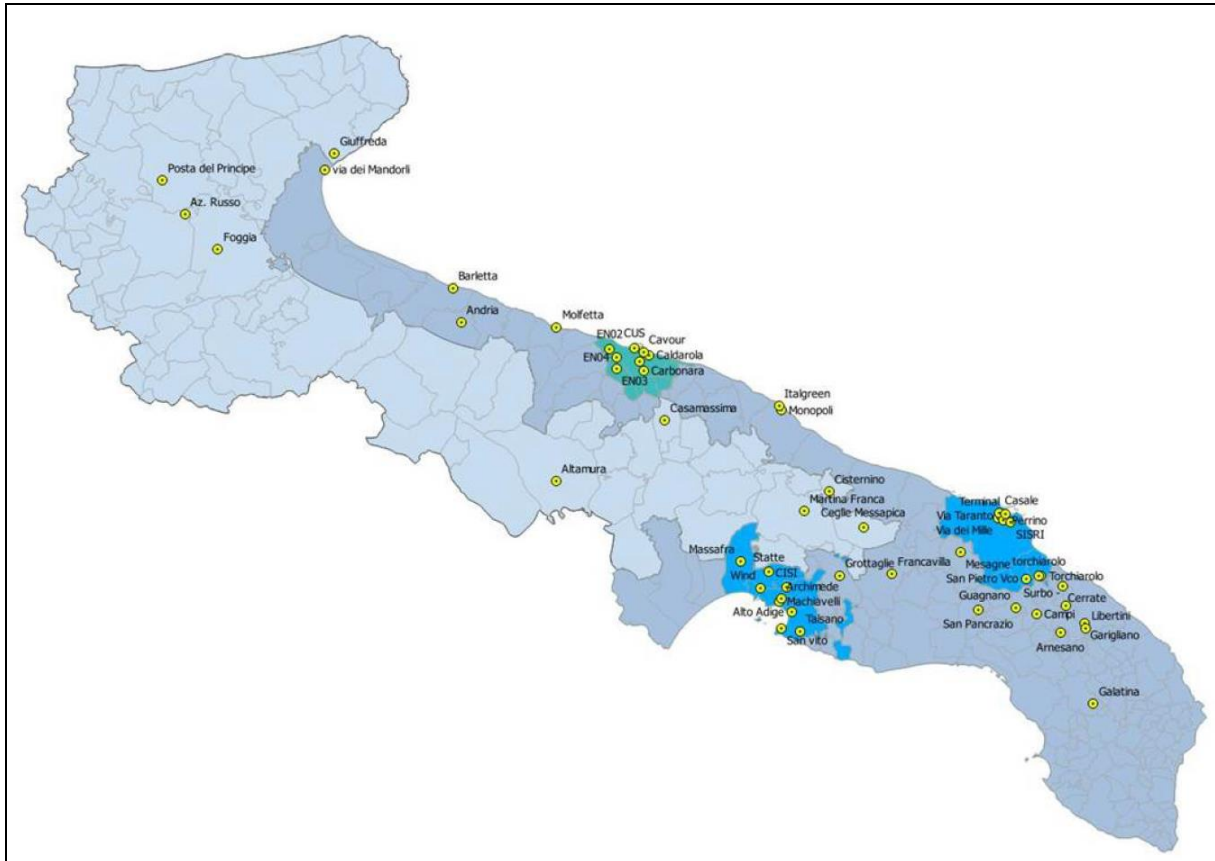 Giuffreda
Posta del Principe
via dei Mandorli
Az. Russo
Foggia
Barletta
Andria
Molfetta
EN02
CUS
Cavour
EN04
Caldarola
Carbonara
EN03
Italgreen
Monopoli
Casamassima
Altamura
Cisternino
Martina Franca
Ceglie Messapica
Terminal
Casale
Via Taranto
Perrino
Via dei Mille
SISRI
Massafra
Statte
Mesagne
torchiarolo
Wind
CISI
Grottaglie
Francavilla
San Pietro Vco
Torchiarolo
Archimede
Surbo
Guagnano
Cerrate
Machiavelli
Alto Adige
Talsano
San Pancrazio
Campi
Libertini
Garigliano
San vito
Arnesano
Galatina